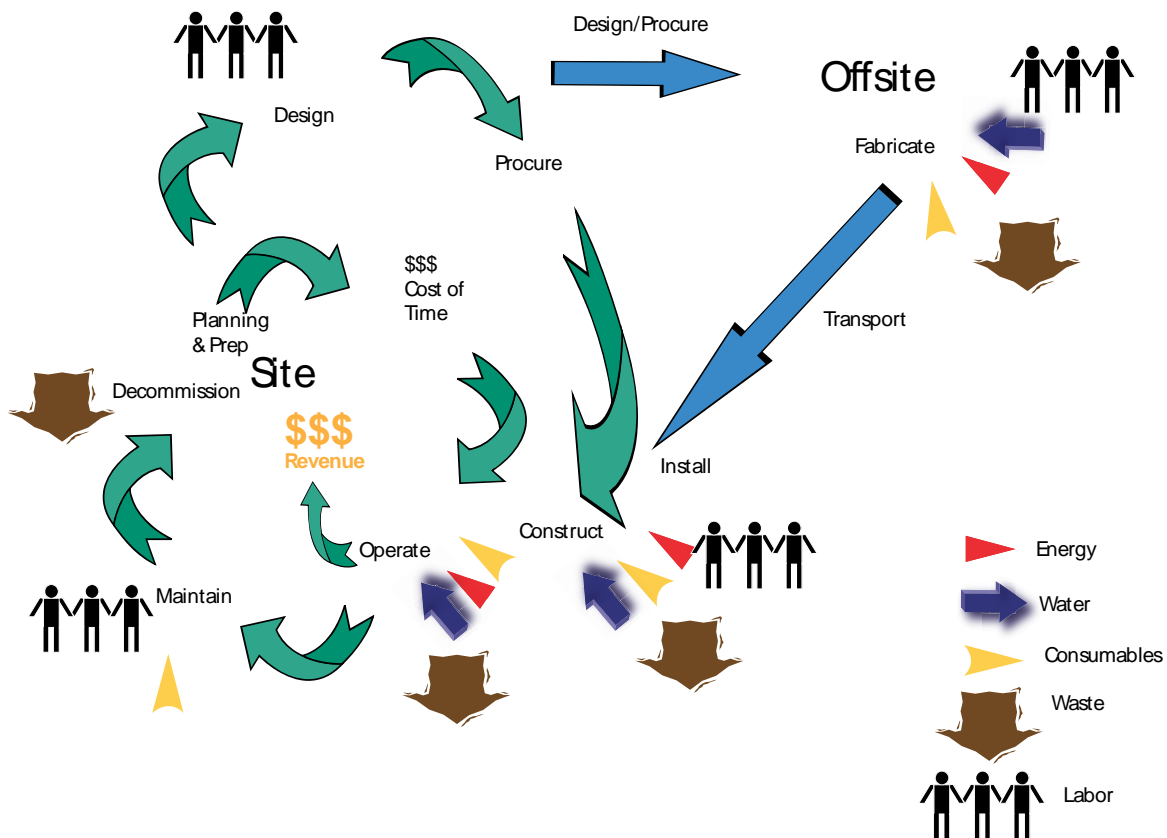 Design/Procure
Offsite
Design
Fabricate
Procure
$$$
Cost of
Time
Planning
& Prep
Transport
Site
Decommission
$$$
Revenue
Install
Construct
Operate
Maintain
Energy
Water
Consumables
Waste
Labor